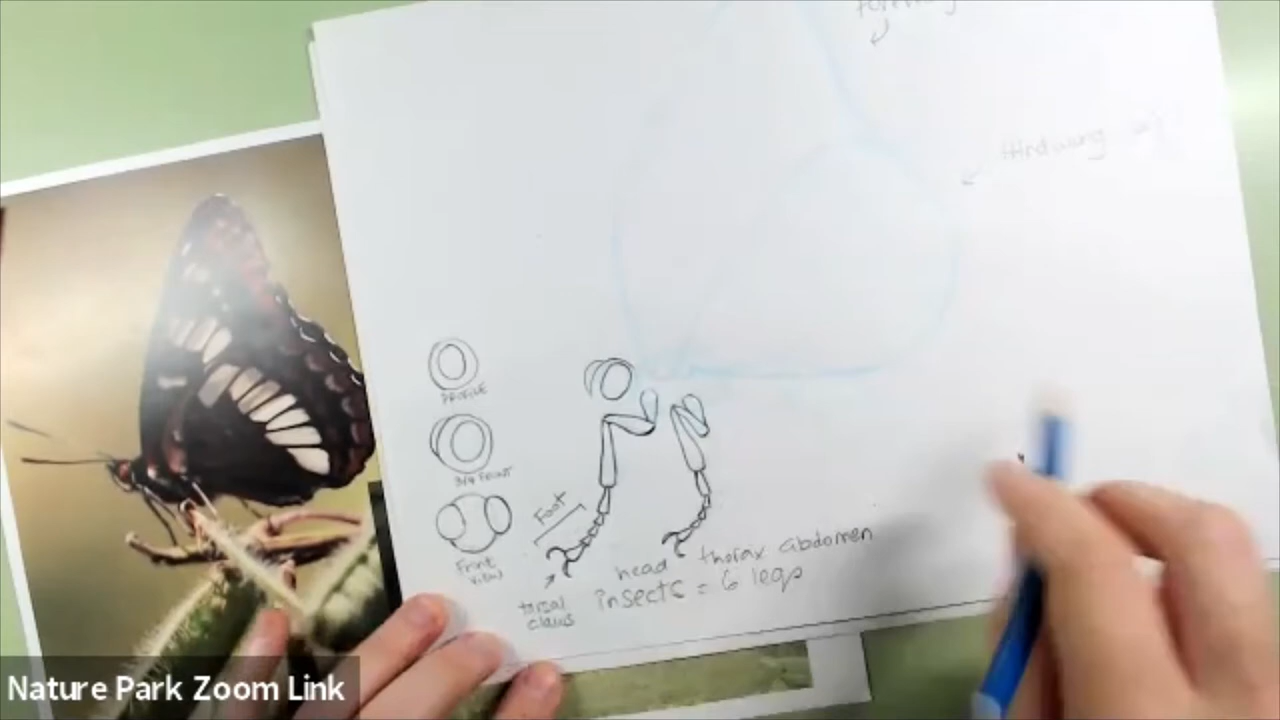 Hindwing
PROFILE
3/4 FRONT
Front
view
Foot
tarsal
claws
head thorax abdomen
insects = 6 legs
Nature Park Zoom Link